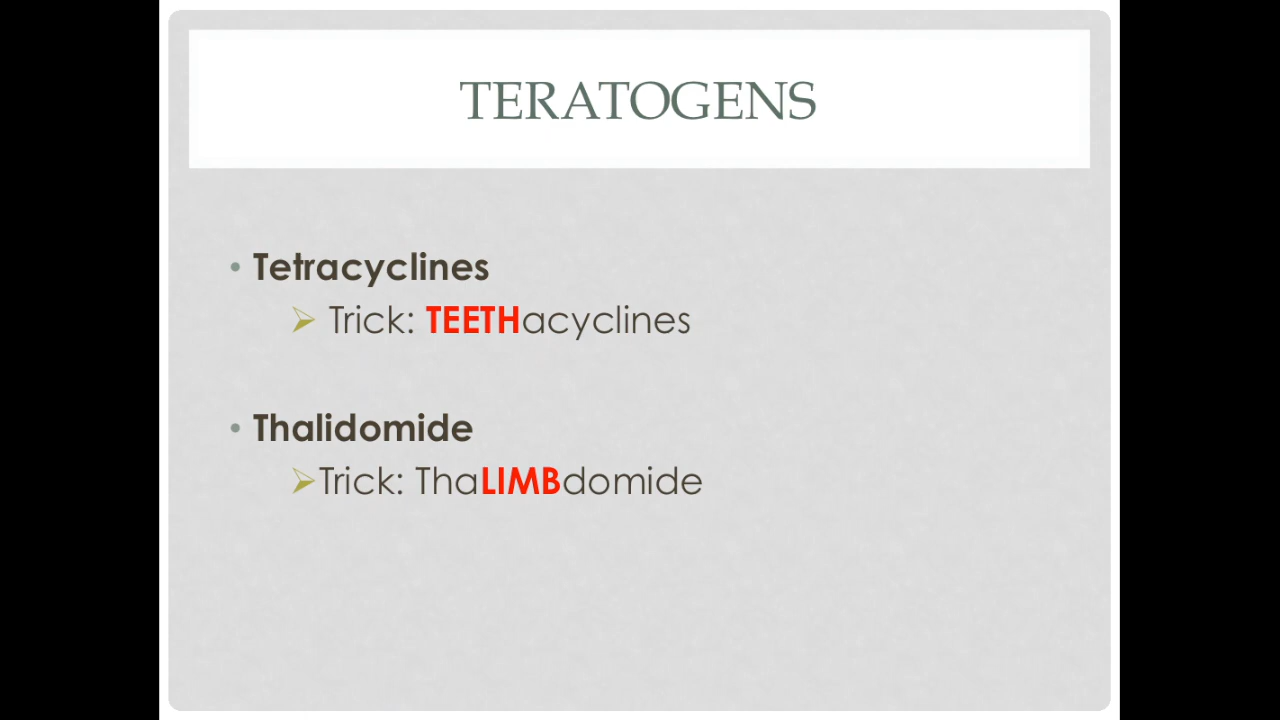 TERATOGENS
• Tetracyclines
➢ Trick: TEETHacyclines
• Thalidomide
➢Trick: ThaLIMBdomide